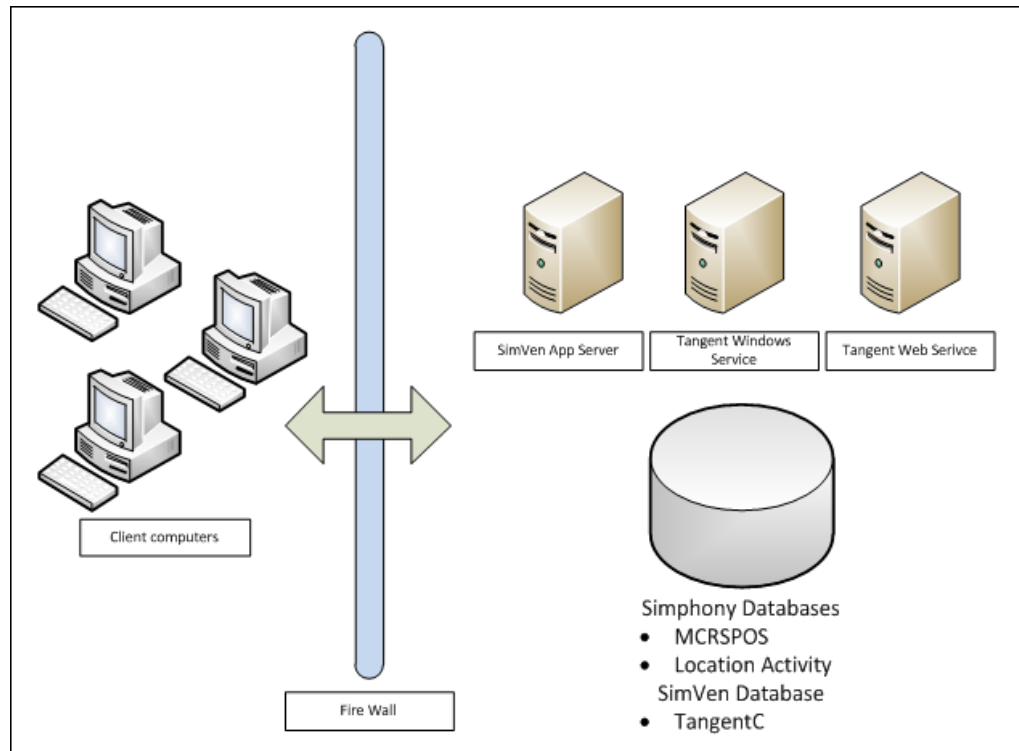 SimVen App Server
Tangent Windows
Service
Tangent Web Serivce
Client computers
Simphony Databases
• MCRSPOS
• Location Activity
SimVen Database
• TangentC
Fire Wall